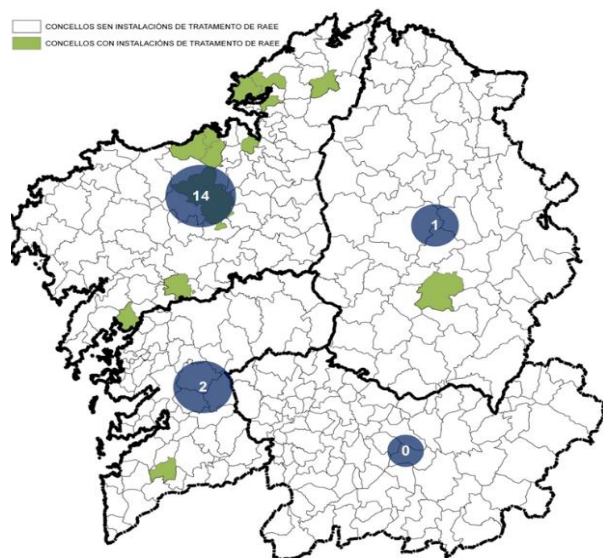 CONCELLOS SEN INSTALACIÓNS DE TRATAMENTO DE RAEE
CONCELLOS CON INSTALACIÓNS DE TRATAMENTO DE RAEE
14
1
2
0